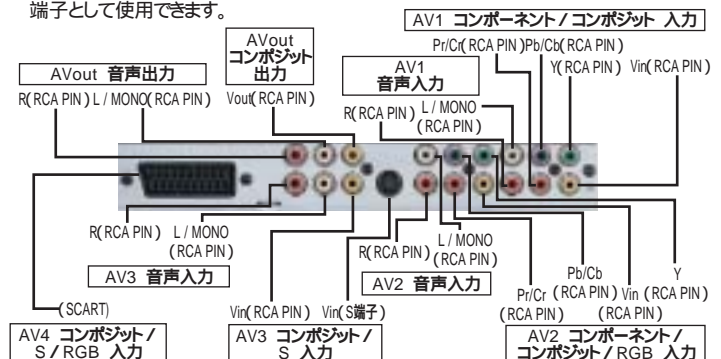 端子として使用できます。
AV1 コンポーネント / コンポジット 入力
AVout
コンポジット
出力
Pr/Cr( RCA PIN )Pb/Cb( RCA PIN )
AV1
音声入力
Y( RCA PIN ) Vin( RCA PIN )
AVout 音声出力
R( RCA PIN ) L / MONO( RCA PIN )
Vout( RCA PIN )
R( RCA PIN )
L / MONO
( RCA PIN )
R( RCA PIN )
L / MONO
( RCA PIN )
AV3 音声入力
R( RCA PIN )
L / MONO
( RCA PIN )
AV2 音声入力
Pb/Cb
( RCA PIN )
Y
( RCA PIN )
Pr/Cr
( RCA PIN )
Vin
( RCA PIN )
( SCART)
Vin( RCA PIN )
Vin( S端子 )
AV4 コンポジット /
S / RGB 入力
AV3 コンポジット /
S 入力
AV2 コンポーネント /
コンポジット / RGB 入力